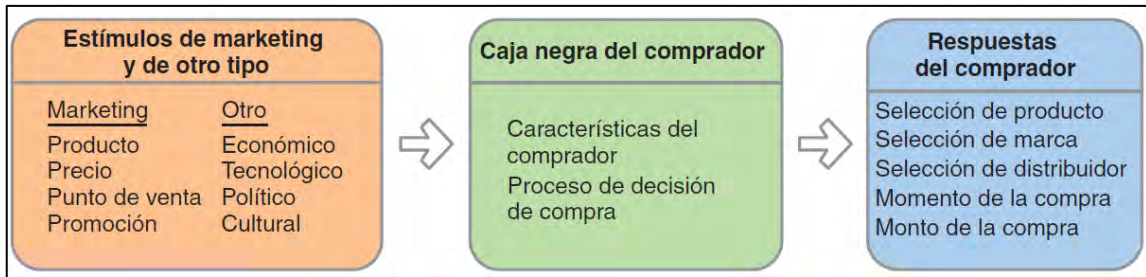 Estímulos de marketing
y de otro tipo
Marketing Otro
Producto Económico
Precio Tecnológico
Punto de venta Político
Promoción Cultural
Caja negra del comprador
Características del
comprador
Proceso de decisión
de compra
Respuestas
del comprador
Selección de producto
Selección de marca
Selección de distribuidor
Momento de la compra
Monto de la compra